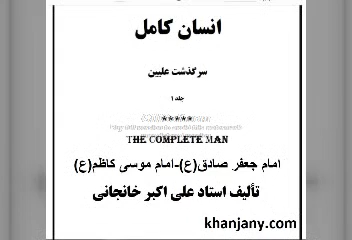 انسان کامل
سرگذشت علیین
جلد ۱
*****
THE COMPLETE MAN
امام جعفر صادق(ع)-امام موسی کاظم(ع)
تألیف استاد علی اکبر خانجانی
khanjany.com